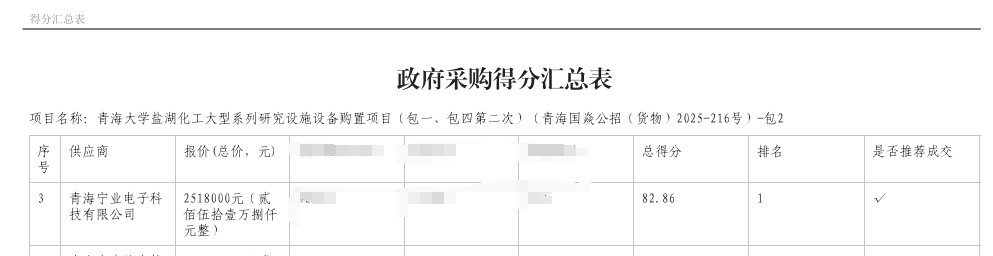 得分汇总表
政府采购得分汇总表
项目名称：青海大学盐湖化工大型系列研究设施设备购置项目（包一、包四第二次）（青海国焱公招（货物）2025-216号）-包2
序号 供应商 报价(总价，元) 总得分 排名 是否推荐成交
3 青海宁业电子科技有限公司 2518000元（贰佰伍拾壹万捌仟元整） 82.86 1 √